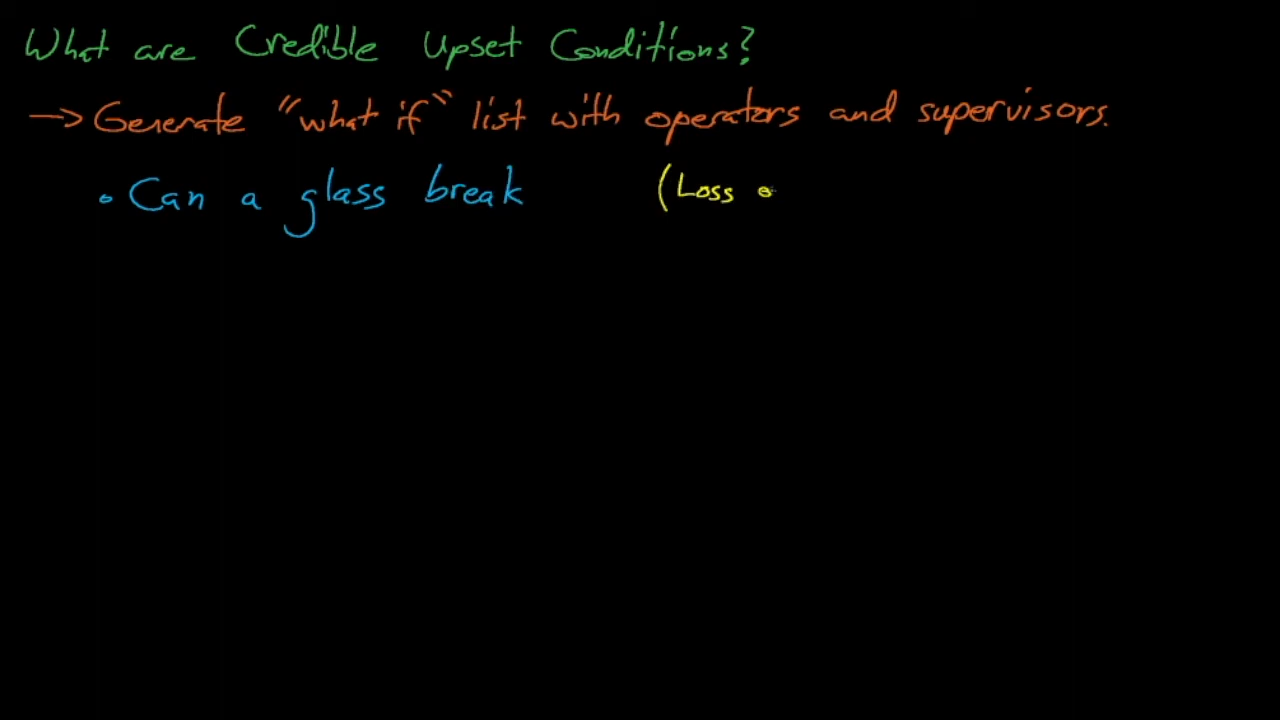 What are Credible Upset Conditions?
→ Generate "what if" list with operators and supervisors.
• Can a glass break (Loss o